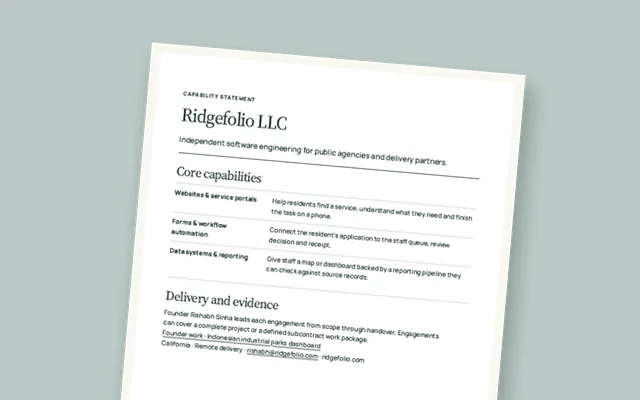 CAPABILITY STATEMENT
Ridgefolio LLC
Independent software engineering for public agencies and delivery partners.
Core capabilities
Websites & service portals
Help residents find a service, understand what they need and finish
the task on a phone.
Forms & workflow
automation
Connect the resident's application to the staff queue, review
decision and receipt.
Data systems & reporting
Give staff a map or dashboard backed by a reporting pipeline they
can check against source records.
Delivery and evidence
Founder Rishabh Sinha leads each engagement from scope through handover. Engagements
can cover a complete project or a defined subcontract work package.
Founder work · Indonesian industrial parks dashboard
California · Remote delivery · rishabh@ridgefolio.com · ridgefolio.com